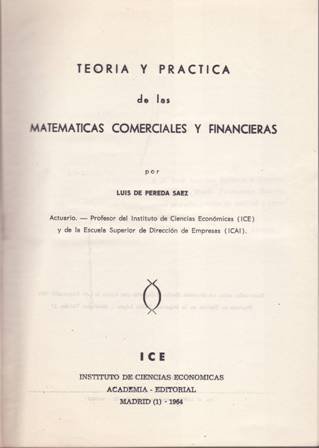 TEORIA Y PRACTICA
de las
MATEMATICAS COMERCIALES Y FINANCIERAS
por
LUIS DE PEREDA SAEZ
Actuario. — Profesor del Instituto de Ciencias Económicas (ICE)
y de la Escuela Superior de Dirección de Empresas (ICAI).
ICE
INSTITUTO DE CIENCIAS ECONOMICAS
ACADEMIA - EDITORIAL
MADRID (1) - 1964